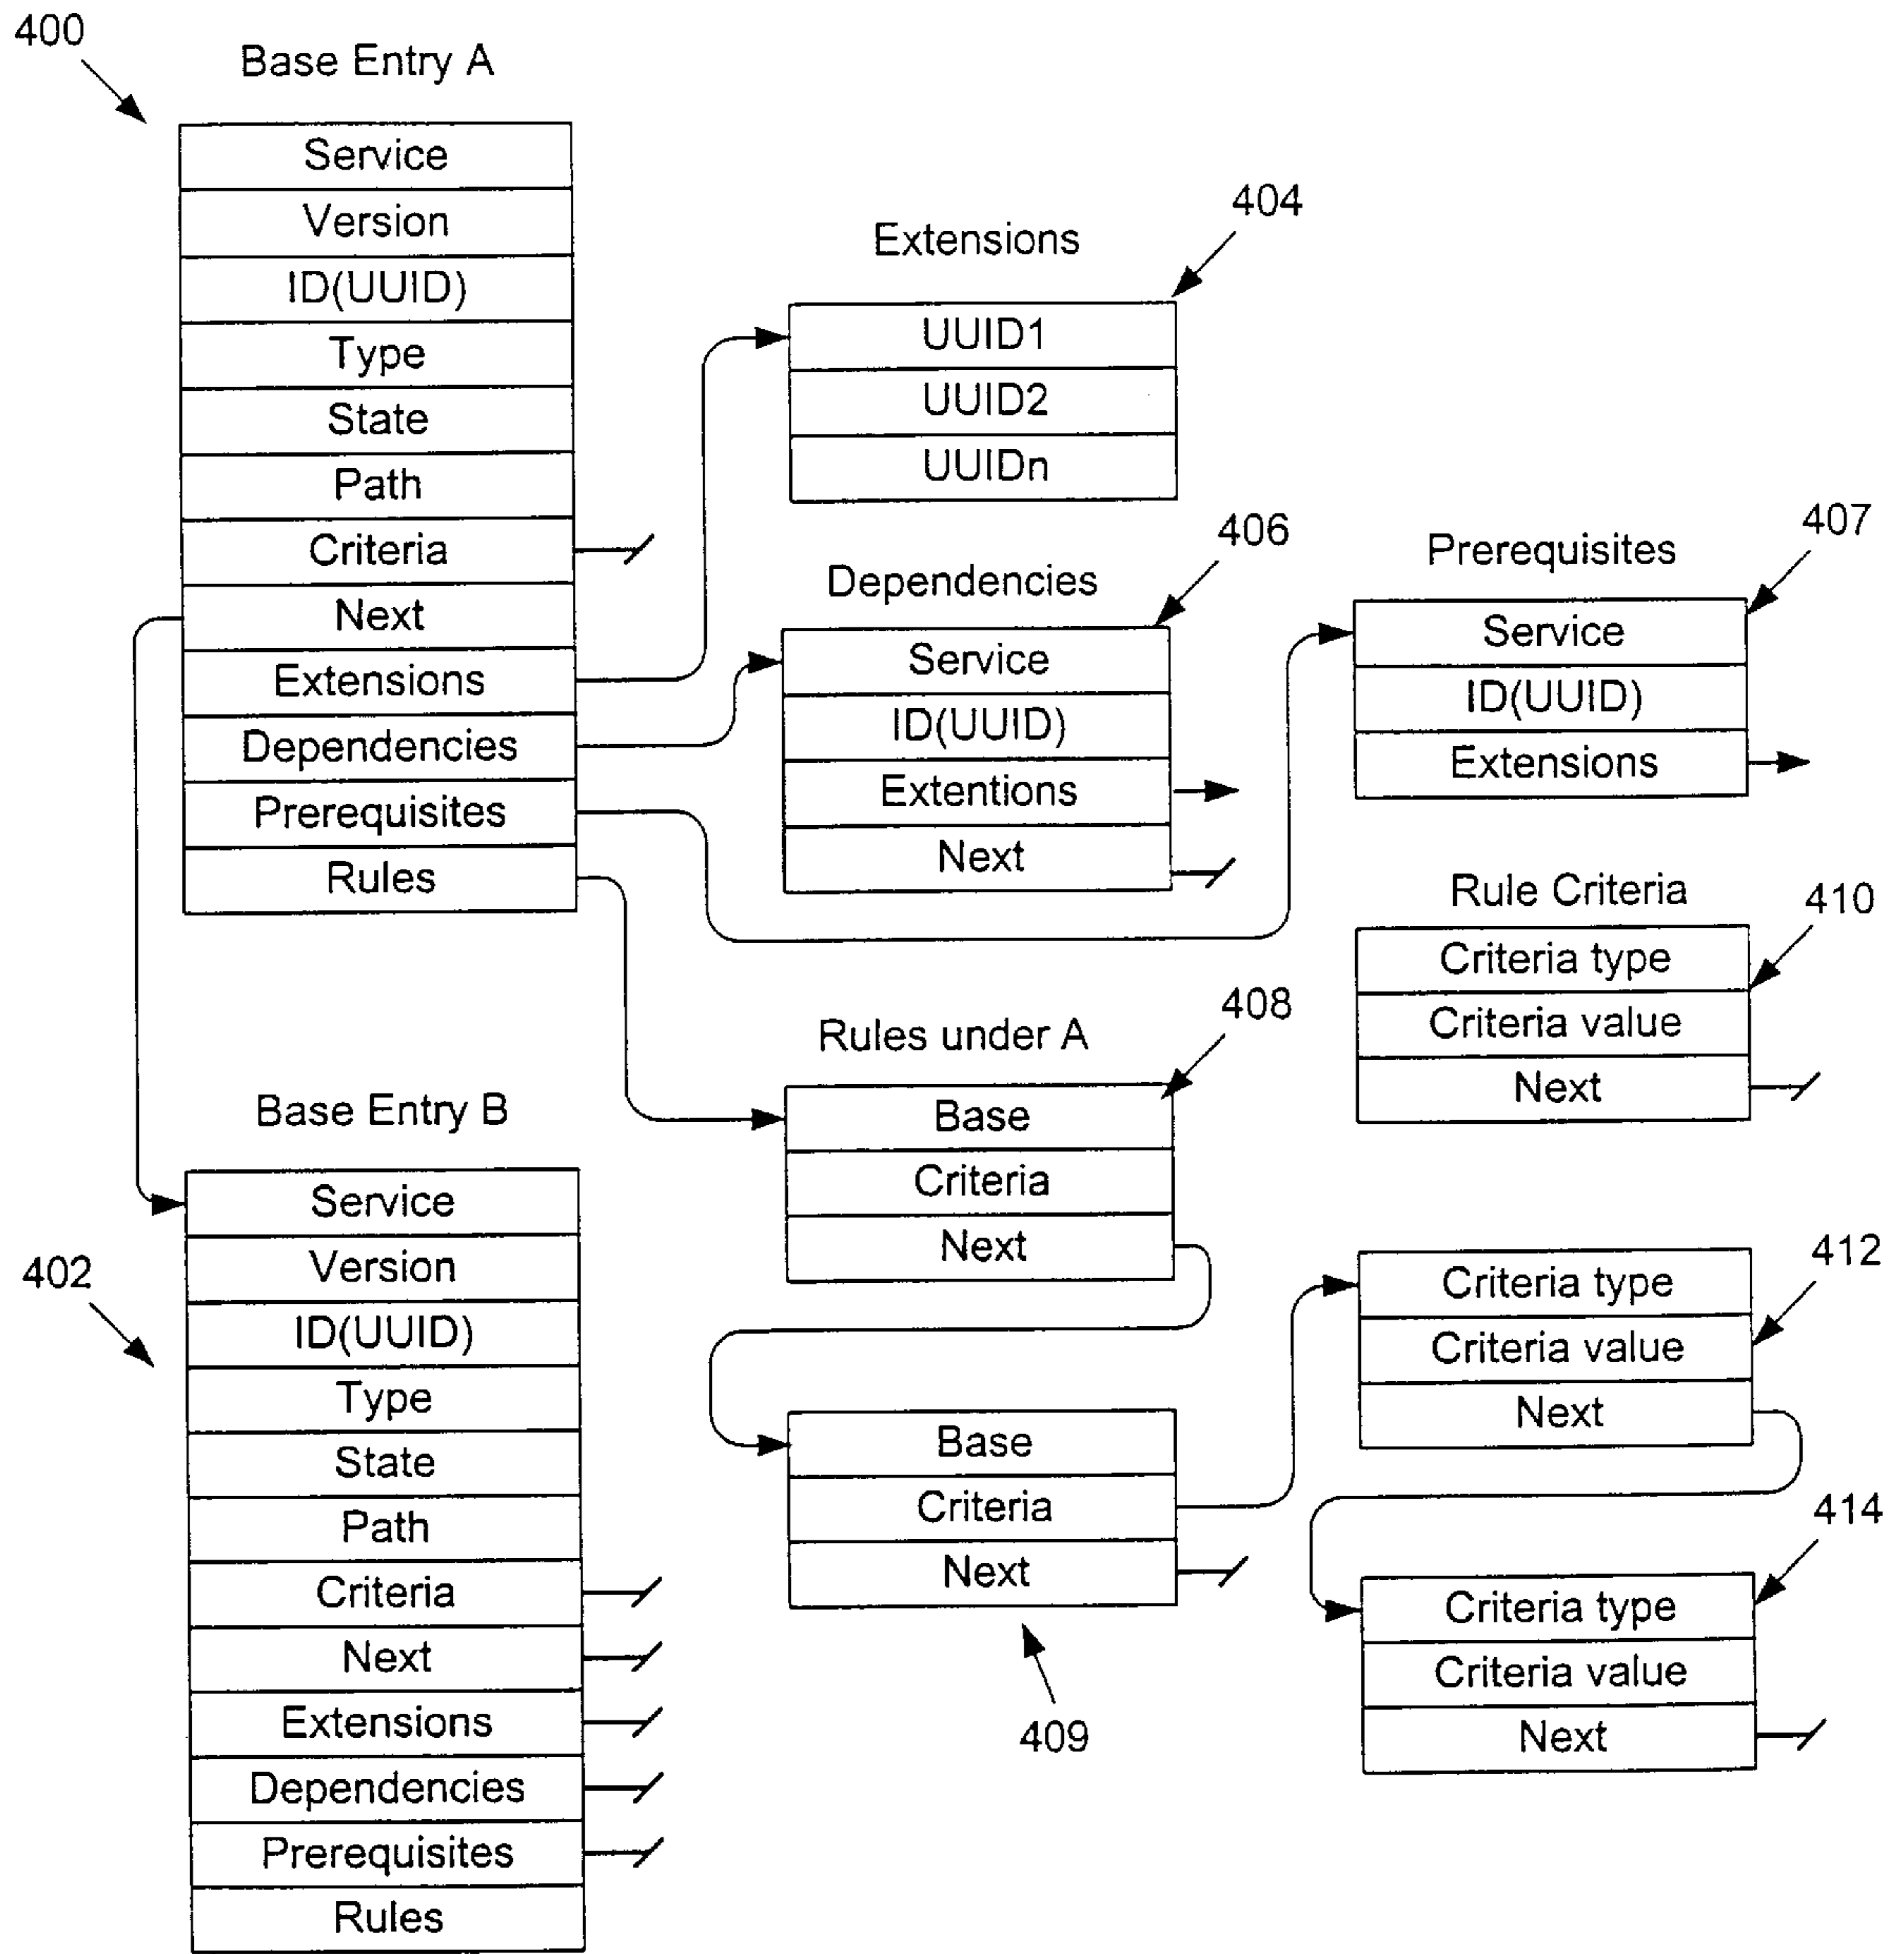 400
Base Entry A
Service
Version
ID(UUID)
Type
State
Path
Criteria
Next
Extensions
Dependencies
Prerequisites
Rules
404
Extensions
UUID1
UUID2
UUIDn
406
Dependencies
Service
ID(UUID)
Extentions
Next
407
Prerequisites
Service
ID(UUID)
Extensions
Rule Criteria
410
Criteria type
Criteria value
Next
408
Rules under A
Base
Criteria
Next
Base Entry B
402
Service
Version
ID(UUID)
Type
State
Path
Criteria
Next
Extensions
Dependencies
Prerequisites
Rules
Base
Criteria
Next
409
412
Criteria type
Criteria value
Next
414
Criteria type
Criteria value
Next